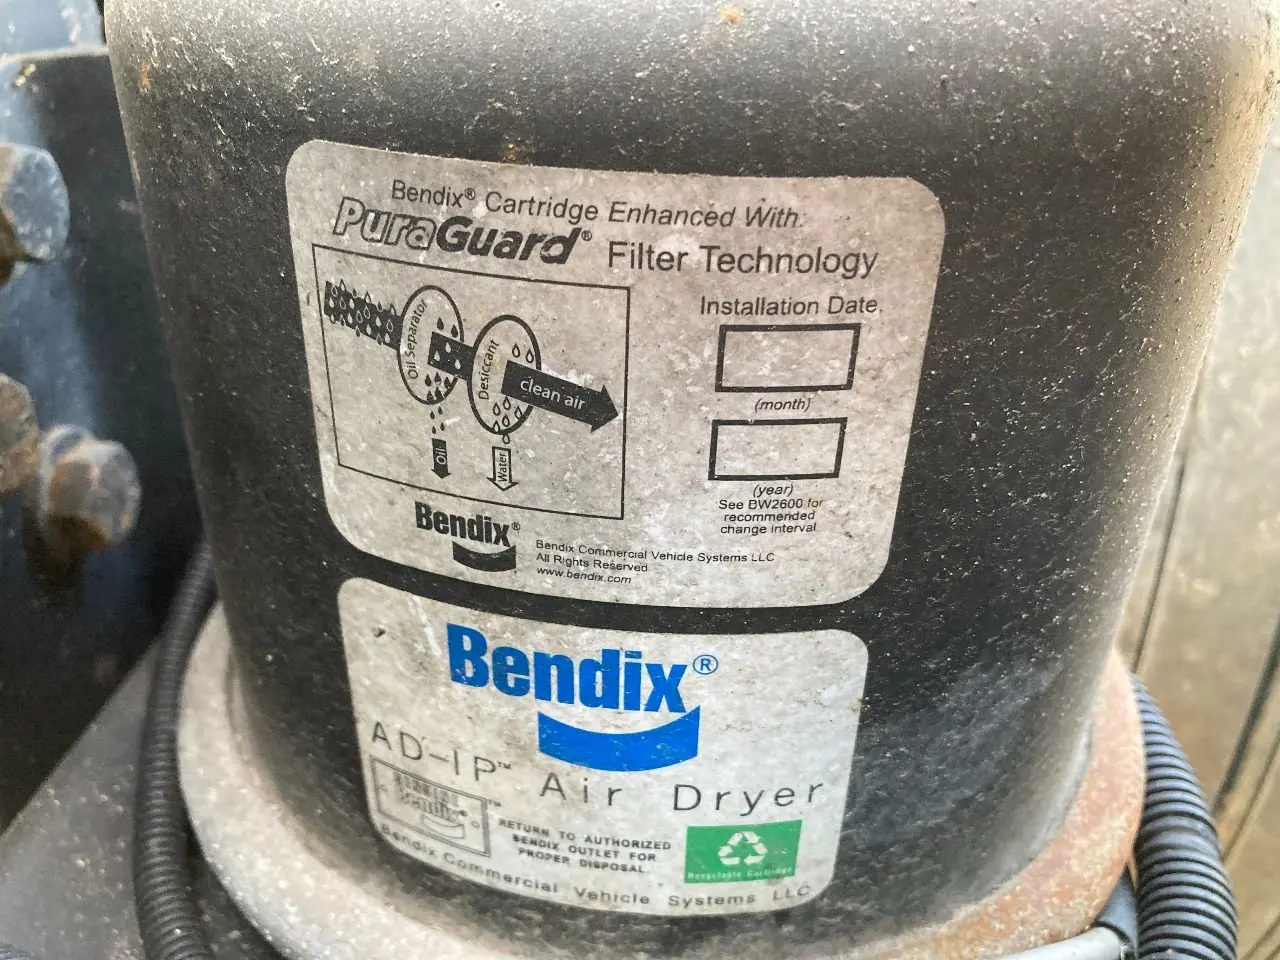 Bendix® Cartridge Enhanced With:
PuraGuard® Filter Technology
Oil Separator
Desiccant
clean air
Oil
Water
Installation Date
(month)
(year)
See BW2600 for
recommended
change interval
Bendix®
Bendix Commercial Vehicle Systems LLC
All Rights Reserved
www.bendix.com
Bendix®
AD-IP™ Air Dryer
RETURN TO AUTHORIZED
BENDIX OUTLET FOR
PROPER DISPOSAL.
Recyclable Cartridge
Bendix Commercial Vehicle Systems LLC